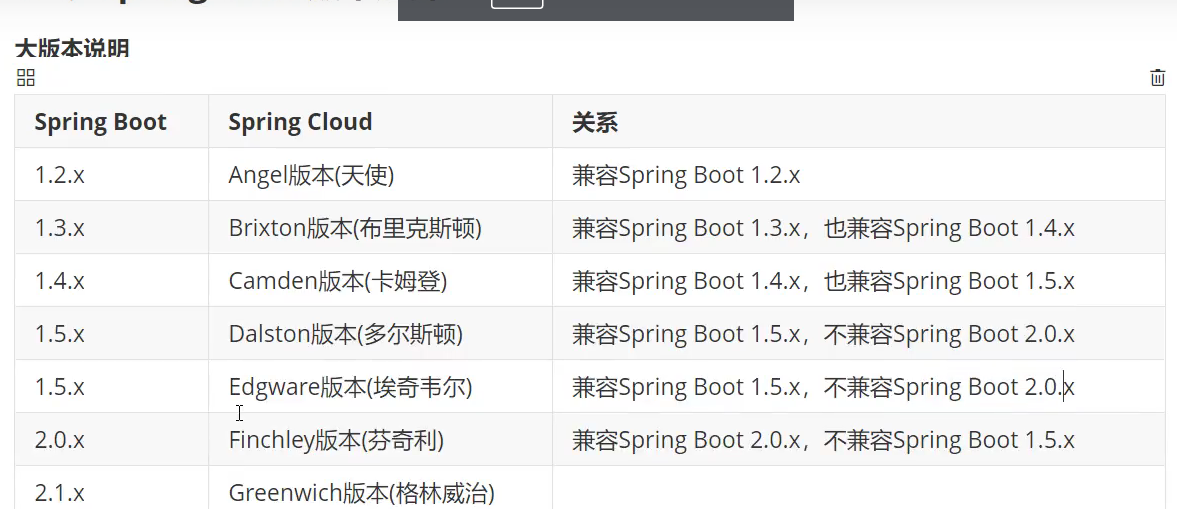 大版本说明
Spring Boot Spring Cloud 关系
1.2.x Angel版本(天使) 兼容Spring Boot 1.2.x
1.3.x Brixton版本(布里克斯顿) 兼容Spring Boot 1.3.x，也兼容Spring Boot 1.4.x
1.4.x Camden版本(卡姆登) 兼容Spring Boot 1.4.x，也兼容Spring Boot 1.5.x
1.5.x Dalston版本(多尔斯顿) 兼容Spring Boot 1.5.x，不兼容Spring Boot 2.0.x
1.5.x Edgware版本(埃奇韦尔) 兼容Spring Boot 1.5.x，不兼容Spring Boot 2.0.x
2.0.x Finchley版本(芬奇利) 兼容Spring Boot 2.0.x，不兼容Spring Boot 1.5.x
2.1.x Greenwich版本(格林威治)